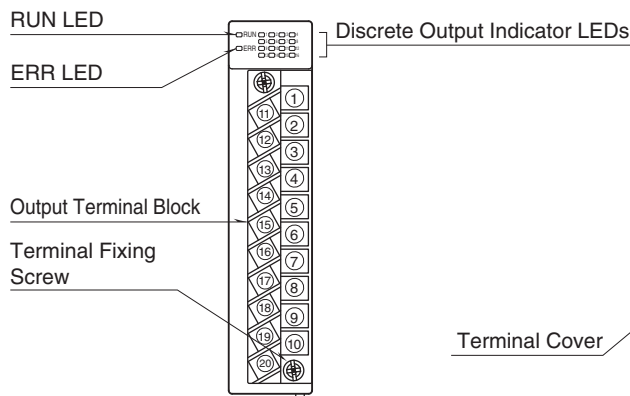 RUN LED
ERR LED
RUN
ERR
Discrete Output Indicator LEDs
Output Terminal Block
Terminal Fixing
Screw
Terminal Cover
1
11
2
12
3
13
4
14
5
15
6
16
7
17
8
18
9
19
10
20